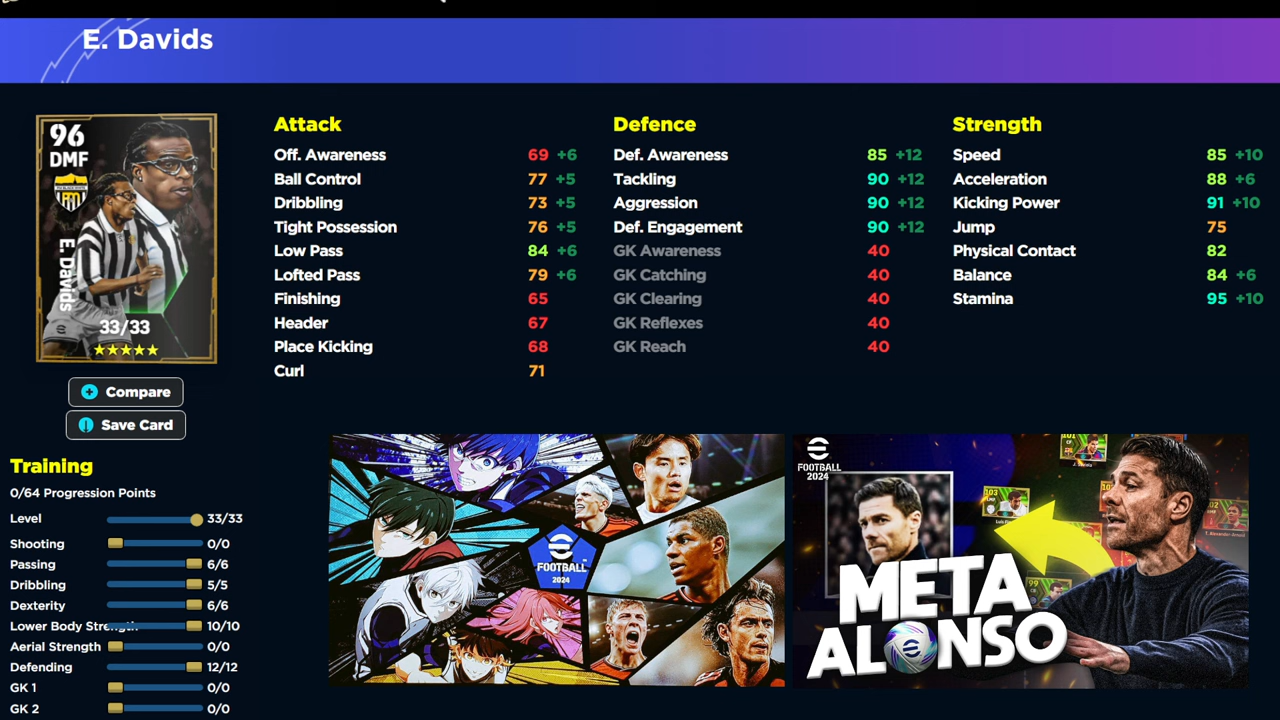 E. Davids
96
DMF
E. Davids
33/33
Compare
Save Card
Attack
Off. Awareness 69 +6
Ball Control 77 +5
Dribbling 73 +5
Tight Possession 76 +5
Low Pass 84 +6
Lofted Pass 79 +6
Finishing 65
Header 67
Place Kicking 68
Curl 71
Defence
Def. Awareness 85 +12
Tackling 90 +12
Aggression 90 +12
Def. Engagement 90 +12
GK Awareness 40
GK Catching 40
GK Clearing 40
GK Reflexes 40
GK Reach 40
Strength
Speed 85 +10
Acceleration 88 +6
Kicking Power 91 +10
Jump 75
Physical Contact 82
Balance 84 +6
Stamina 95 +10
Training
0/64 Progression Points
Level 33/33
Shooting 0/0
Passing 6/6
Dribbling 5/5
Dexterity 6/6
Lower Body Strength 10/10
Aerial Strength 0/0
Defending 12/12
GK 1 0/0
GK 2 0/0
FOOTBALL
2024
FOOTBALL
2024
103
102
99
META
ALONSO